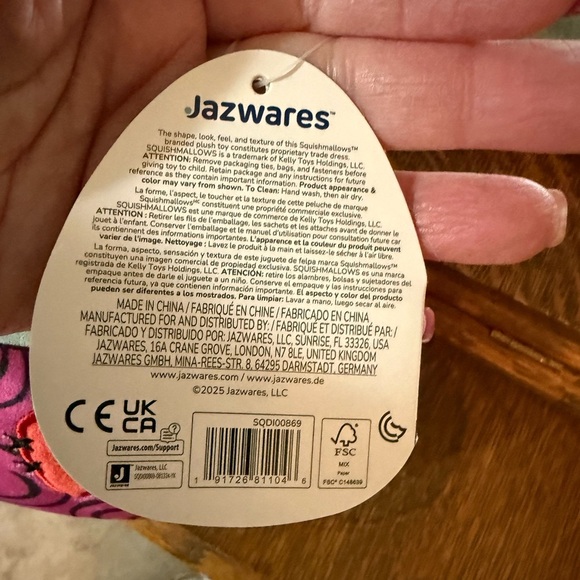 Jazwares™
The shape, look, feel, and texture of this Squishmallows™
branded plush toy constitutes proprietary trade dress.
SQUISHMALLOWS is a trademark of Kelly Toys Holdings, LLC.
ATTENTION: Remove packaging ties, bags, and fasteners before
giving toy to child. Retain package and any instructions for future
reference as they contain important information. Product appearance &
color may vary from shown. To Clean: Hand wash, then air dry.
La forme, l'aspect, le toucher et la texture de cette peluche de marque
Squishmallows™ constituent une propriété commerciale exclusive.
SQUISHMALLOWS est une marque de commerce de Kelly Toys Holdings, LLC.
ATTENTION : Retirer les fils de l'emballage, les sachets et les attaches avant de donner le
jouet à l'enfant. Conserver l'emballage et le manuel d'utilisation pour consultation future car
ils contiennent des informations importantes. L'apparence et la couleur du produit peuvent
varier de l'image. Nettoyage : Lavez le produit à la main et laissez-le sécher à l'air libre.
La forma, aspecto, sensación y textura de este juguete de felpa marca Squishmallows™
constituyen una imagen comercial de propiedad exclusiva. SQUISHMALLOWS es una marca
registrada de Kelly Toys Holdings, LLC. ATENCIÓN: retire los alambres, bolsas y sujetadores del
empaque antes de darle el juguete a un niño. Conserve el empaque y las instrucciones para
referencia futura, ya que contienen información importante. El aspecto y color del producto
pueden ser diferentes a los mostrados. Para limpiar: Lavar a mano, luego secar al aire.
MADE IN CHINA / FABRIQUÉ EN CHINE / FABRICADO EN CHINA
MANUFACTURED FOR AND DISTRIBUTED BY: / FABRIQUÉ ET DISTRIBUÉ PAR: /
FABRICADO Y DISTRIBUIDO POR: JAZWARES, LLC, SUNRISE, FL 33326, USA
JAZWARES, 16A CRANE GROVE, LONDON, N7 8LE, UNITED KINGDOM
JAZWARES GMBH, MINA-REES-STR. 8, 64295 DARMSTADT, GERMANY
www.jazwares.com / www.jazwares.de
©2025 Jazwares, LLC
CE UK CA
Jazwares.com/Support
Jazwares, LLC
SQDI00869
1 91726 81104 6
FSC
MIX
Paper
FSC® C148639